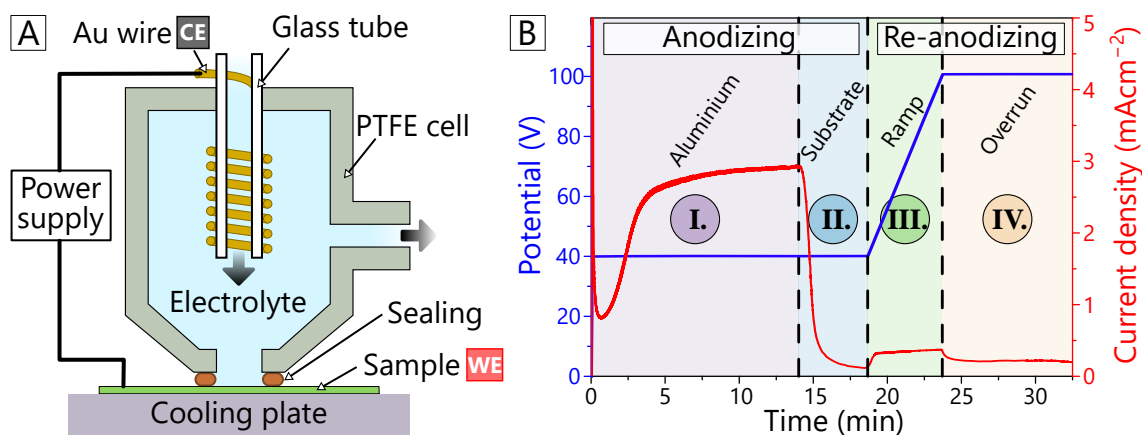 A
Au wire CE
Glass tube
PTFE cell
Power
supply
Electrolyte
Sealing
Sample WE
Cooling plate
B
Anodizing
Re-anodizing
Aluminium
Substrate
Ramp
Overrun
I.
II.
III.
IV.
Potential (V)
0
20
40
60
80
100
Current density (mAcm⁻²)
0
1
2
3
4
5
0
5
10
15
20
25
30
Time (min)